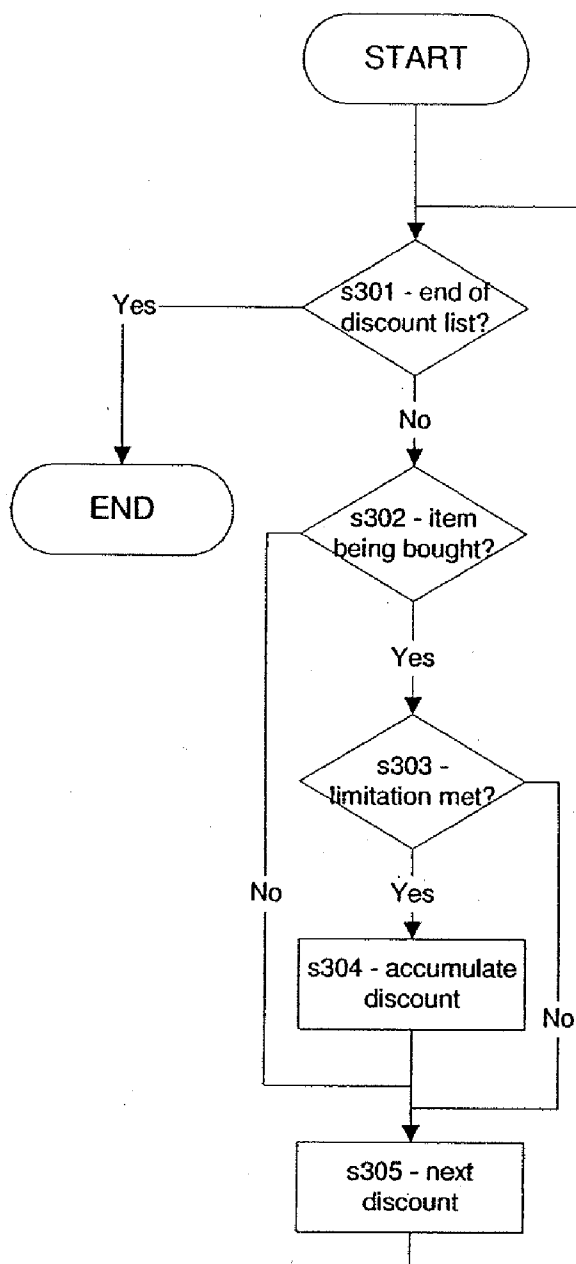 START
s301 - end of
discount list?
Yes
No
END
s302 - item
being bought?
Yes
s303 -
limitation met?
No
Yes
s304 - accumulate
discount
No
s305 - next
discount